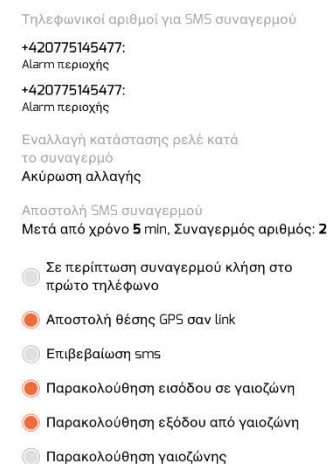 Τηλεφωνικοί αριθμοί για SMS συναγερμού
+420775145477:
Alarm περιοχής
+420775145477:
Alarm περιοχής
Εναλλαγή κατάστασης ρελέ κατά
το συναγερμό
Ακύρωση αλλαγής
Αποστολή SMS συναγερμού
Μετά από χρόνο 5 min, Συναγερμός αριθμός: 2
Σε περίπτωση συναγερμού κλήση στο
πρώτο τηλέφωνο
Αποστολή θέσης GPS σαν link
Επιβεβαίωση sms
Παρακολούθηση εισόδου σε γαιοζώνη
Παρακολούθηση εξόδου από γαιοζώνη
Παρακολούθηση γαιοζώνης